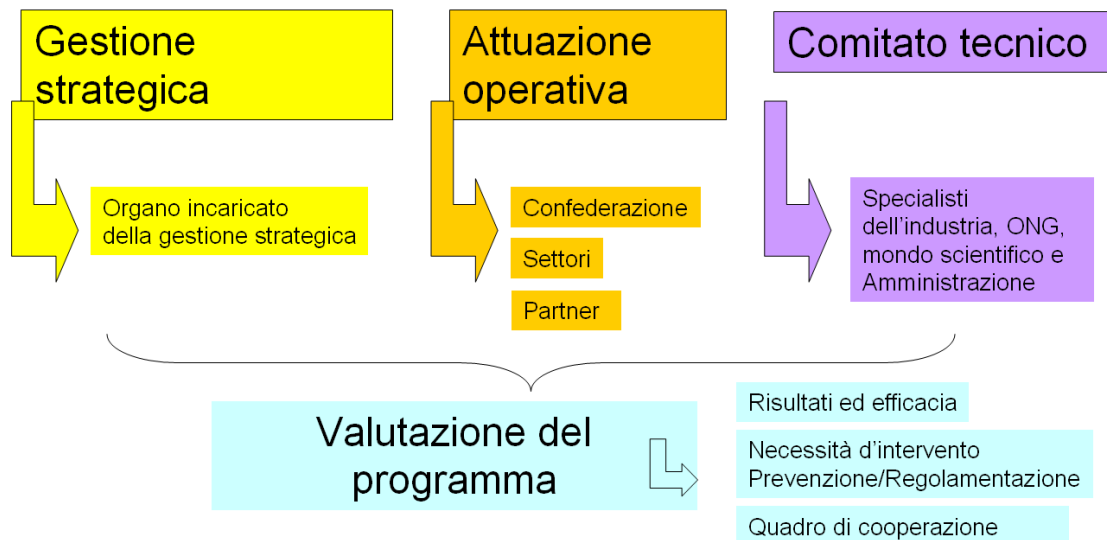 Gestione
strategica
Attuazione
operativa
Comitato tecnico
Organo incaricato
della gestione strategica
Confederazione
Settori
Partner
Specialisti
dell'industria, ONG,
mondo scientifico e
Amministrazione
Valutazione del
programma
Risultati ed efficacia
Necessità d'intervento
Prevenzione/Regolamentazione
Quadro di cooperazione